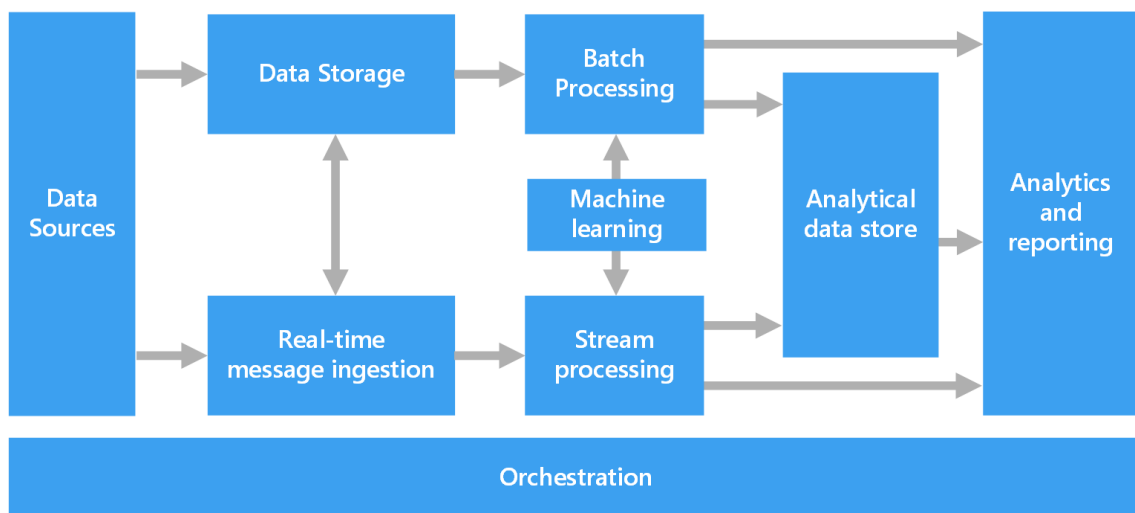 Data
Sources
Data Storage
Real-time
message ingestion
Batch
Processing
Machine
learning
Stream
processing
Analytical
data store
Analytics
and
reporting
Orchestration